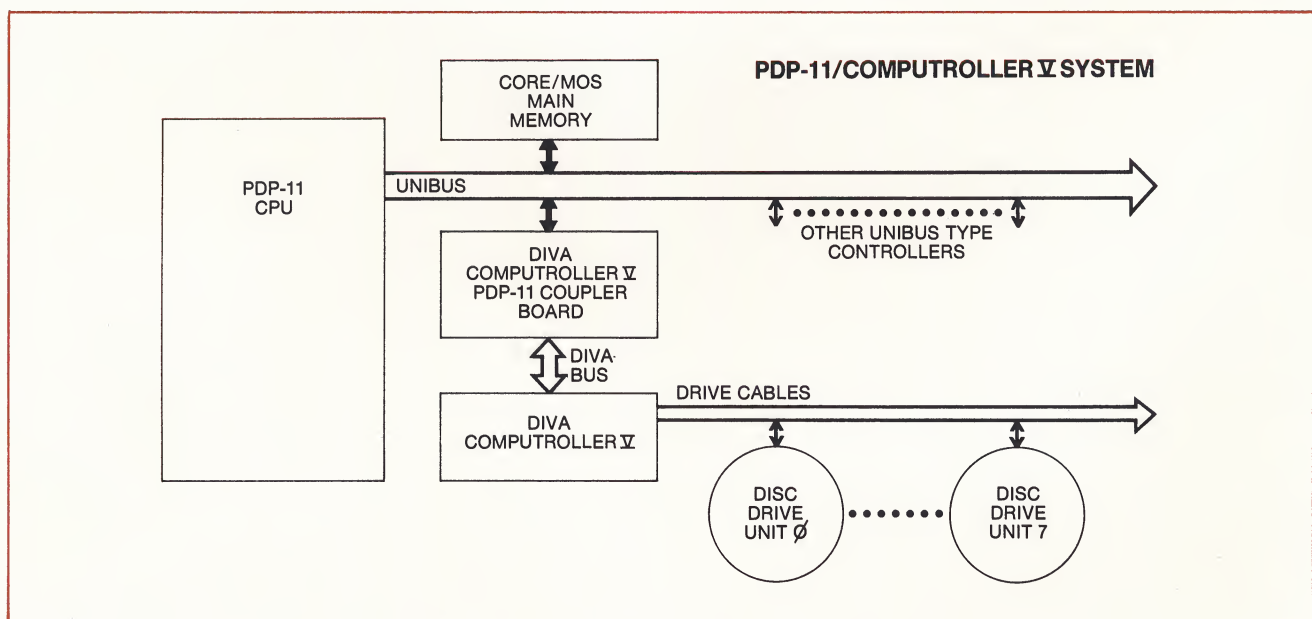 PDP-11/COMPUTROLLER V SYSTEM
CORE/MOS
MAIN
MEMORY
PDP-11
CPU
UNIBUS
OTHER UNIBUS TYPE
CONTROLLERS
DIVA
COMPUTROLLER V
PDP-11 COUPLER
BOARD
DIVA-
BUS
DRIVE CABLES
DIVA
COMPUTROLLER V
DISC
DRIVE
UNIT Ø
DISC
DRIVE
UNIT 7